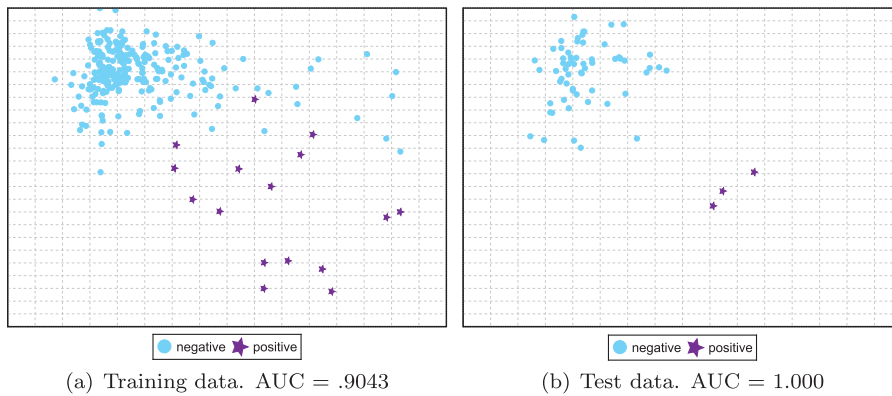 negative positive
negative positive
(a) Training data. AUC = .9043
(b) Test data. AUC = 1.000